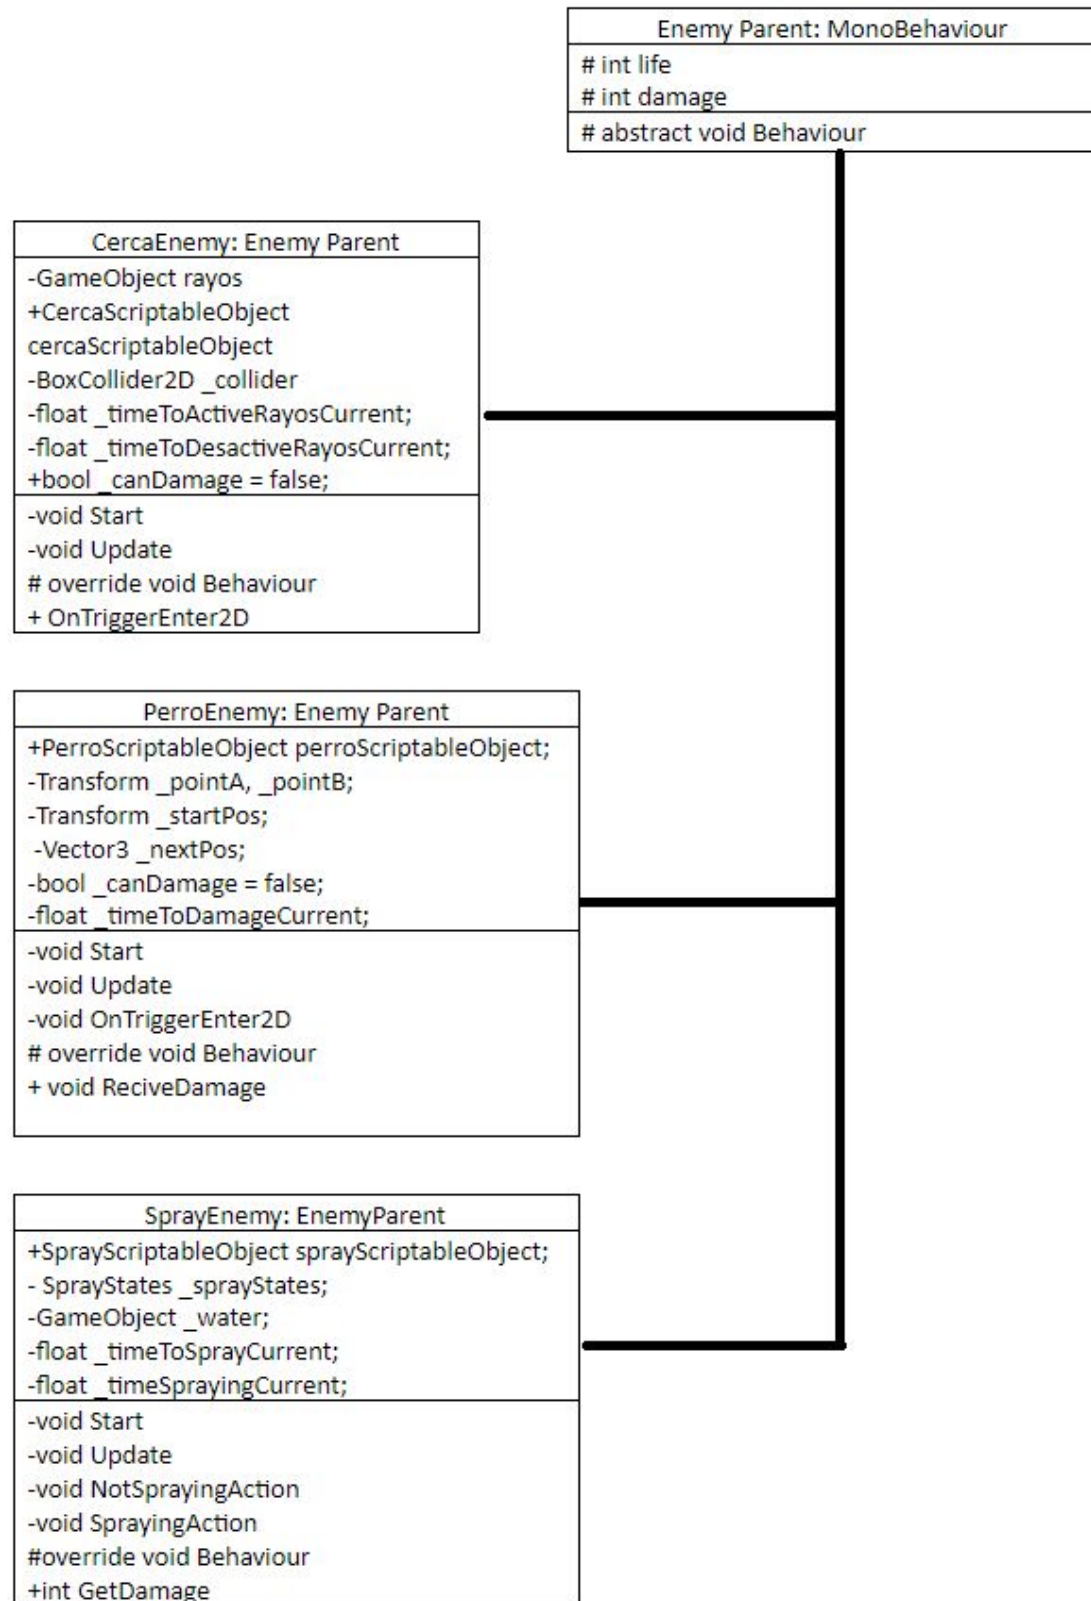 Enemy Parent: MonoBehaviour
# int life
# int damage
# abstract void Behaviour
CercaEnemy: Enemy Parent
-GameObject rayos
+CercaScriptableObject
cercaScriptableObject
-BoxCollider2D _collider
-float _timeToActiveRayosCurrent;
-float _timeToDesactiveRayosCurrent;
+bool _canDamage = false;
-void Start
-void Update
# override void Behaviour
+ OnTriggerEnter2D
PerroEnemy: Enemy Parent
+PerroScriptableObject perroScriptableObject;
-Transform _pointA, _pointB;
-Transform _startPos;
-Vector3 _nextPos;
-bool _canDamage = false;
-float _timeToDamageCurrent;
-void Start
-void Update
-void OnTriggerEnter2D
# override void Behaviour
+ void ReciveDamage
SprayEnemy: EnemyParent
+SprayScriptableObject sprayScriptableObject;
- SprayStates _sprayStates;
-GameObject _water;
-float _timeToSprayCurrent;
-float _timeSprayingCurrent;
-void Start
-void Update
-void NotSprayingAction
-void SprayingAction
#override void Behaviour
+int GetDamage